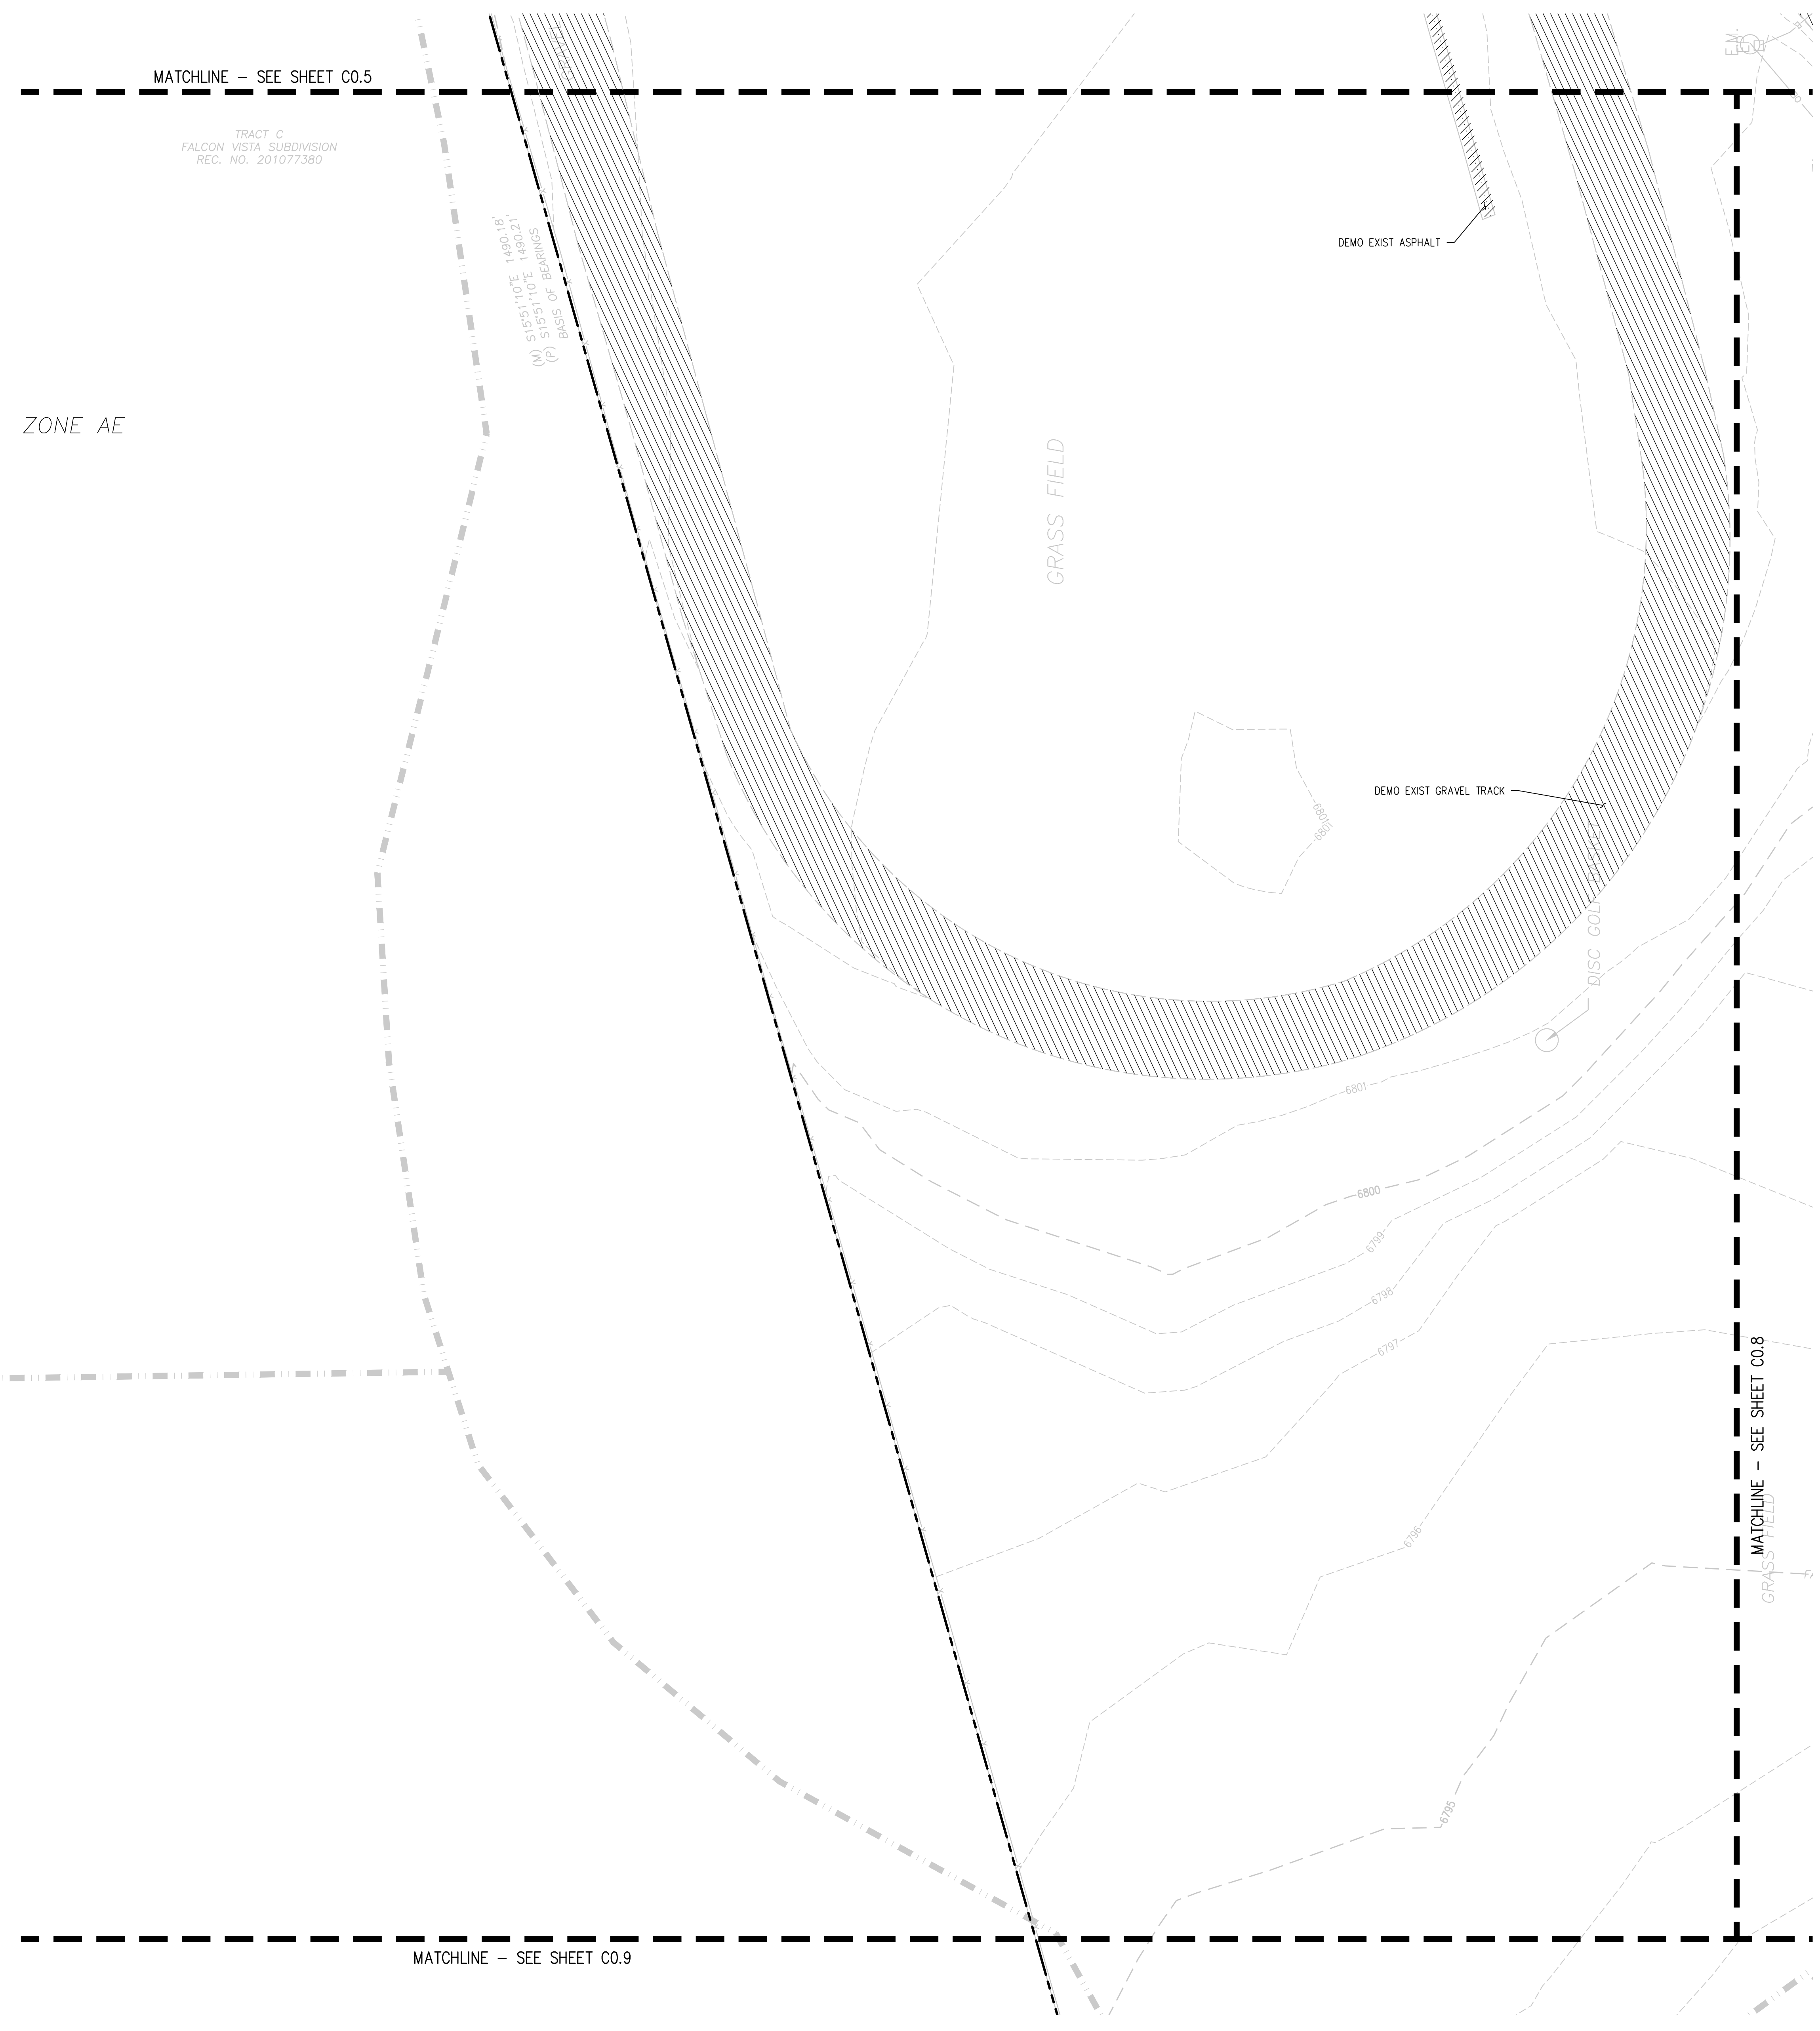 MATCHLINE – SEE SHEET C0.5
TRACT C
FALCON VISTA SUBDIVISION
REC. NO. 201077380
EM.
(M) S15°51'10"E 1490.18'
(P) S15°51'10"E 1490.21'
BASIS OF BEARINGS
DEMO EXIST ASPHALT
ZONE AE
GRASS FIELD
DEMO EXIST GRAVEL TRACK
6801
6801
DISC GOLF
6801
6800
6799
6798
6797
6796
6795
MATCHLINE – SEE SHEET C0.8
GRASS FIELD
MATCHLINE – SEE SHEET C0.9